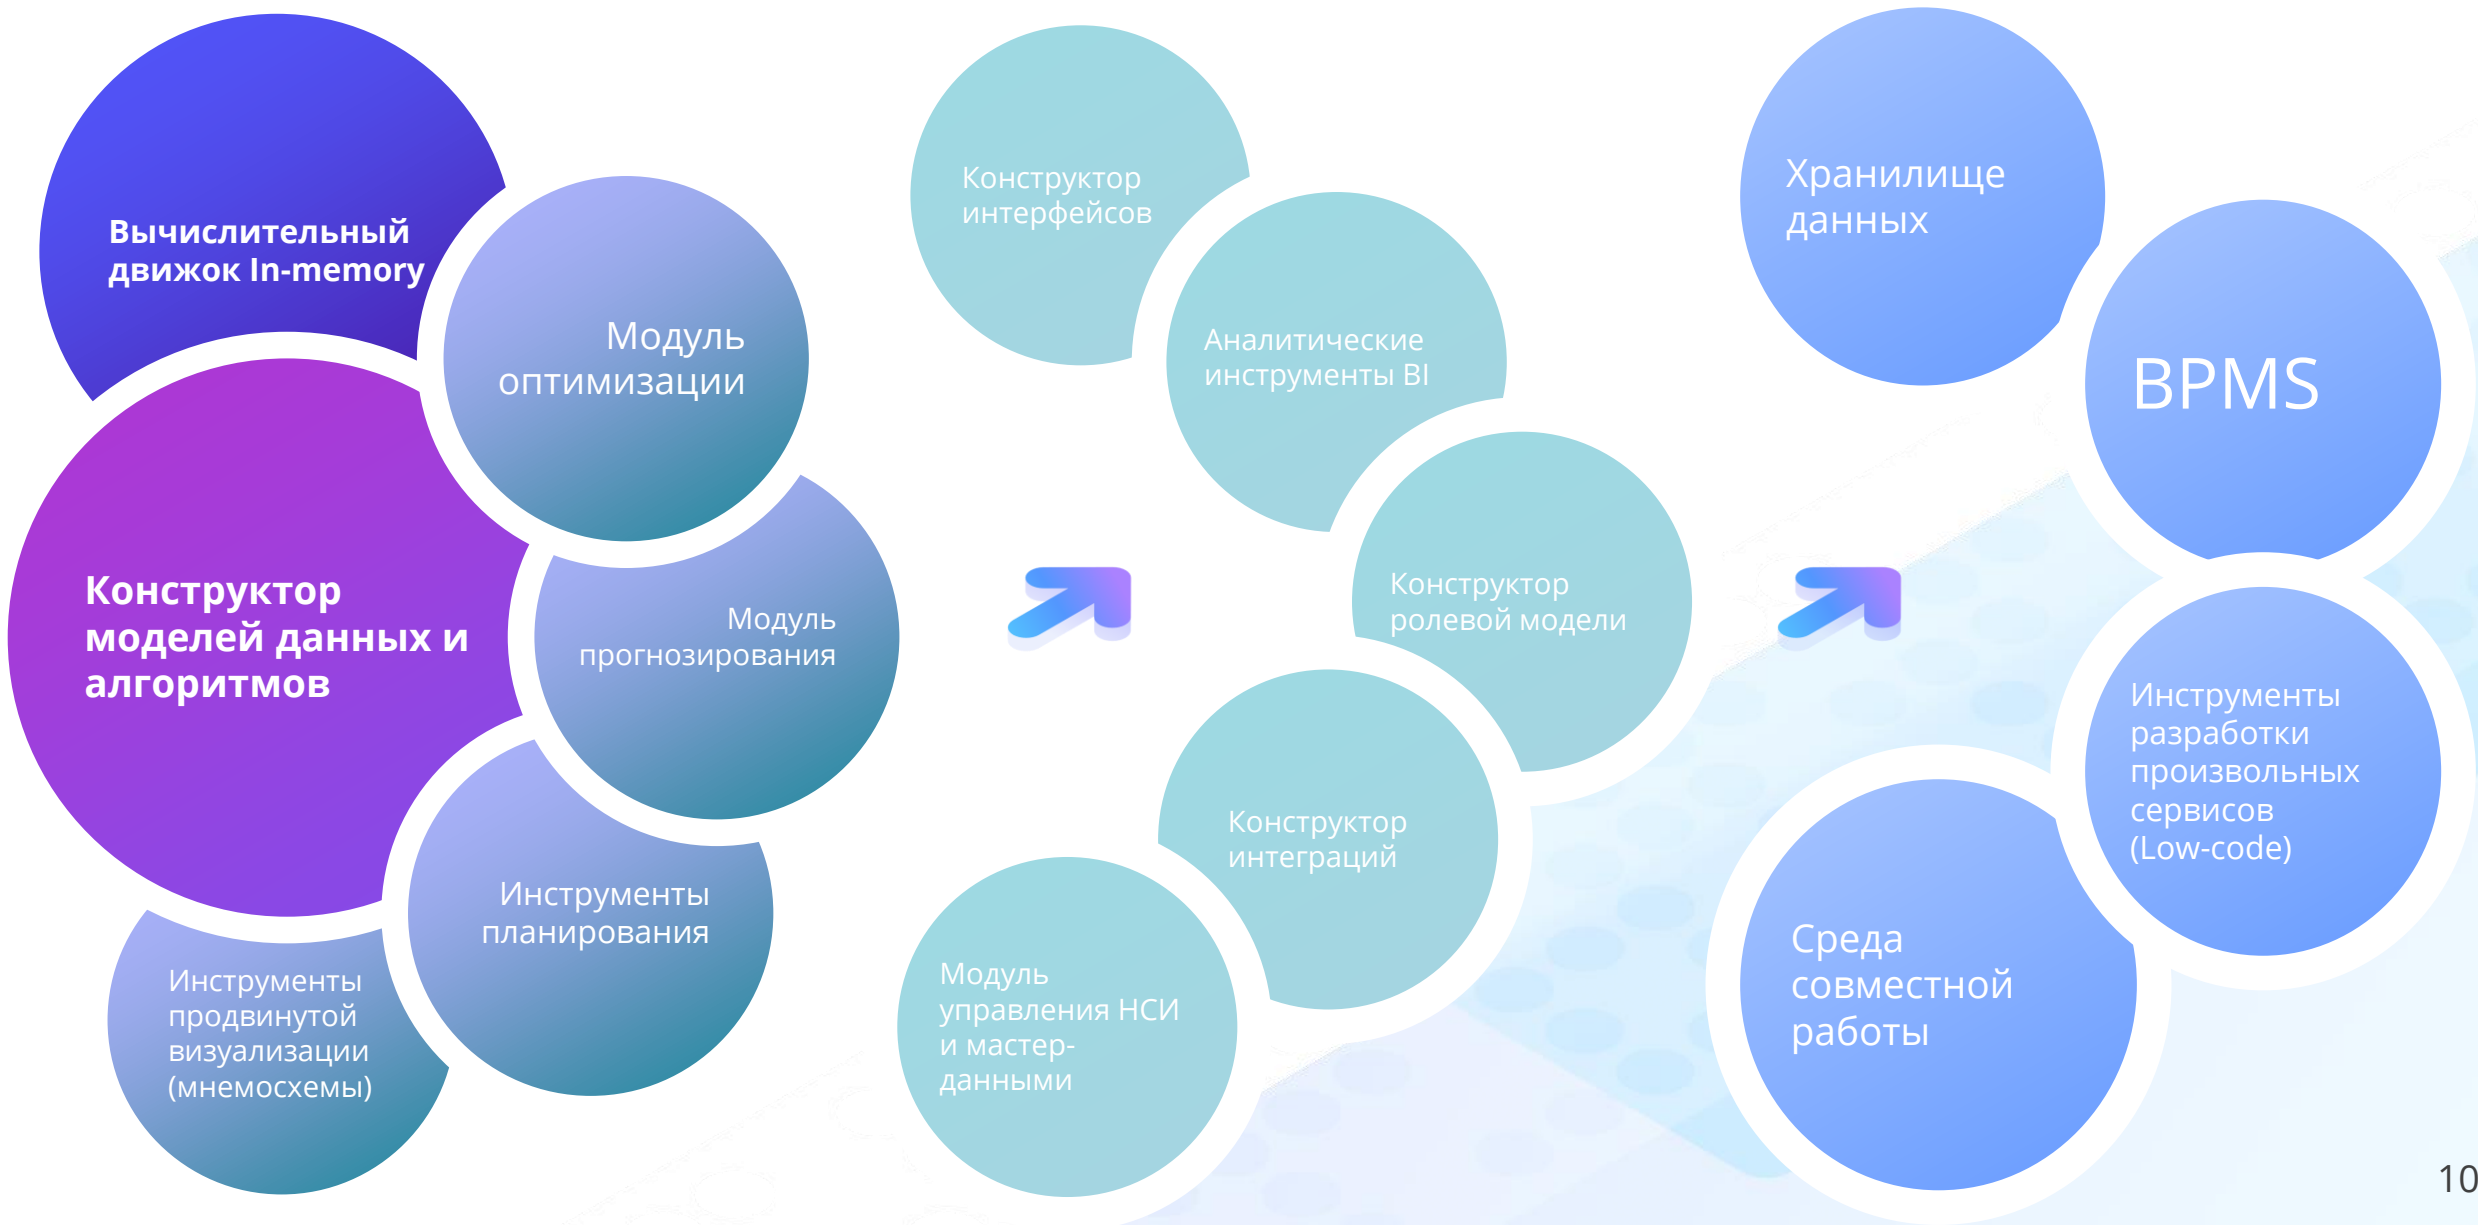 Вычислительный
движок In-memory
Модуль
оптимизации
Конструктор
моделей данных и
алгоритмов
Модуль
прогнозирования
Инструменты
планирования
Инструменты
продвинутой
визуализации
(мнемосхемы)
Конструктор
интерфейсов
Аналитические
инструменты BI
Конструктор
ролевой модели
Конструктор
интеграций
Модуль
управления НСИ
и мастер-
данными
Хранилище
данных
BPMS
Инструменты
разработки
произвольных
сервисов
(Low-code)
Среда
совместной
работы
10